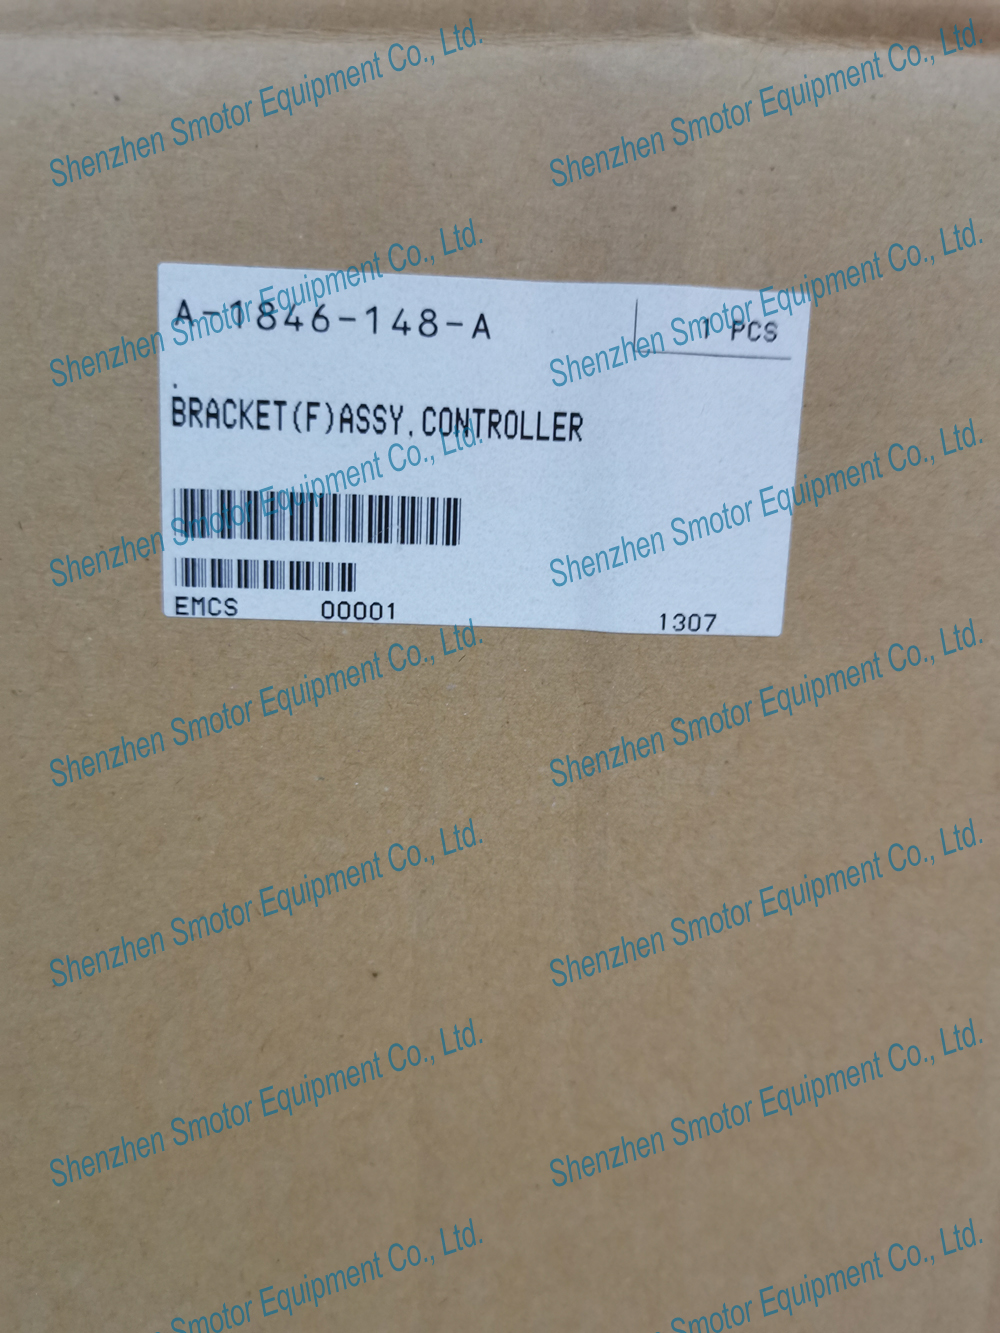 Shenzhen Smotor Equipment Co., Ltd.
Shenzhen Smotor Equipment Co., Ltd.
Shenzhen Smotor Equipment Co., Ltd.
Shenzhen Smotor Equipment Co., Ltd.
A-1846-148-A
1 PCS
BRACKET(F)ASSY,CONTROLLER
Shenzhen Smotor Equipment Co., Ltd.
Shenzhen Smotor Equipment Co., Ltd.
EMCS 00001 1307
Shenzhen Smotor Equipment Co., Ltd.
Shenzhen Smotor Equipment Co., Ltd.
Shenzhen Smotor Equipment Co., Ltd.
Shenzhen Smotor Equipment Co., Ltd.
Shenzhen Smotor Equipment Co., Ltd.
Shenzhen Smotor Equipment Co., Ltd.
Smotor Equipment Co., Ltd.
Smotor Equipment Co., Ltd.